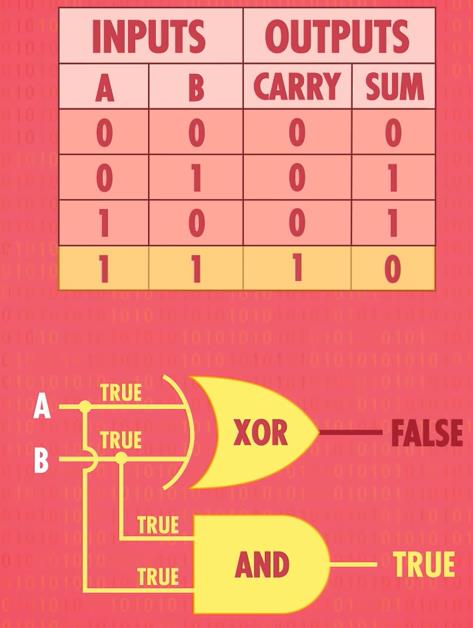 INPUTS OUTPUTS
A B CARRY SUM
0 0 0 0
0 1 0 1
1 0 0 1
1 1 1 0
TRUE
A
XOR FALSE
TRUE
B
TRUE
AND TRUE
TRUE